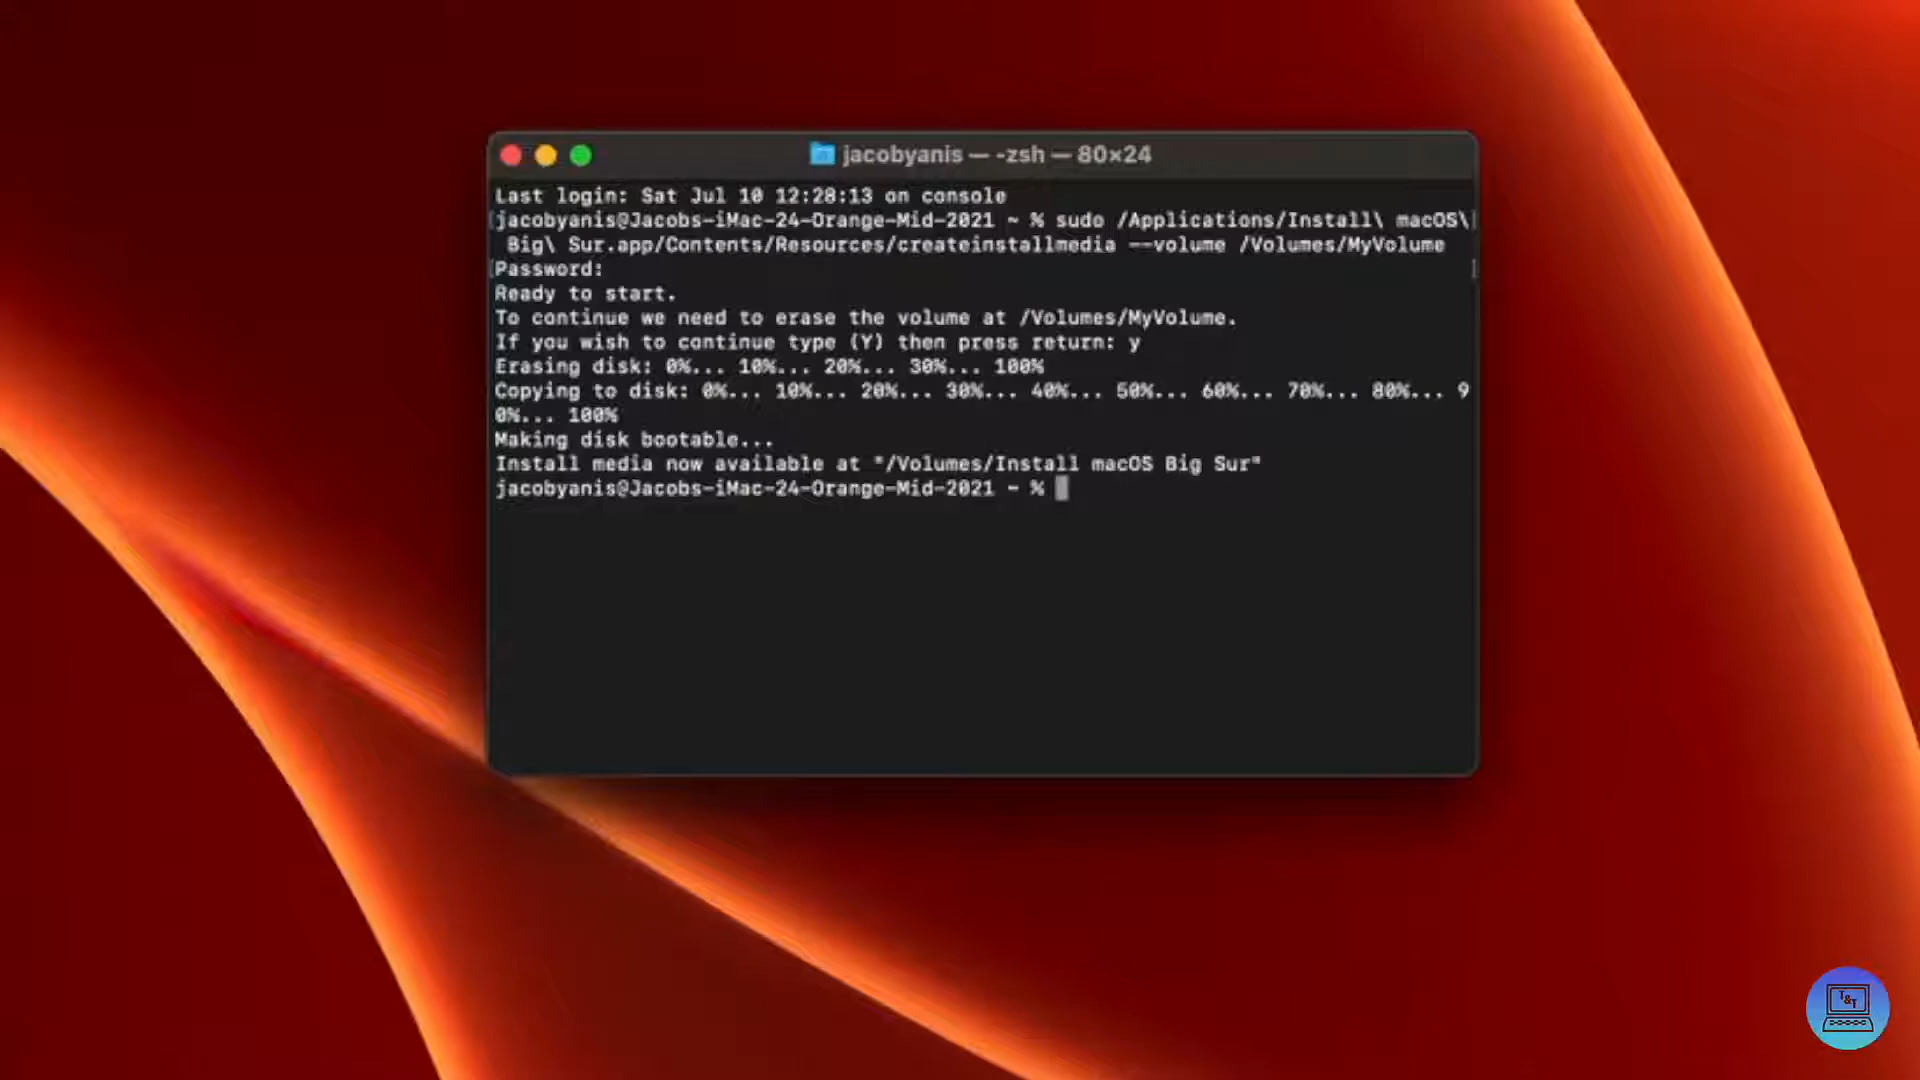 jacobyanis — -zsh — 80×24
Last login: Sat Jul 10 12:28:13 on console
[jacobyanis@Jacobs-iMac-24-Orange-Mid-2021 ~ % sudo /Applications/Install\ macOS\]
Big\ Sur.app/Contents/Resources/createinstallmedia --volume /Volumes/MyVolume
[Password: ]
Ready to start.
To continue we need to erase the volume at /Volumes/MyVolume.
If you wish to continue type (Y) then press return: y
Erasing disk: 0%... 10%... 20%... 30%... 100%
Copying to disk: 0%... 10%... 20%... 30%... 40%... 50%... 60%... 70%... 80%... 9
0%... 100%
Making disk bootable...
Install media now available at "/Volumes/Install macOS Big Sur"
jacobyanis@Jacobs-iMac-24-Orange-Mid-2021 ~ %
T&T